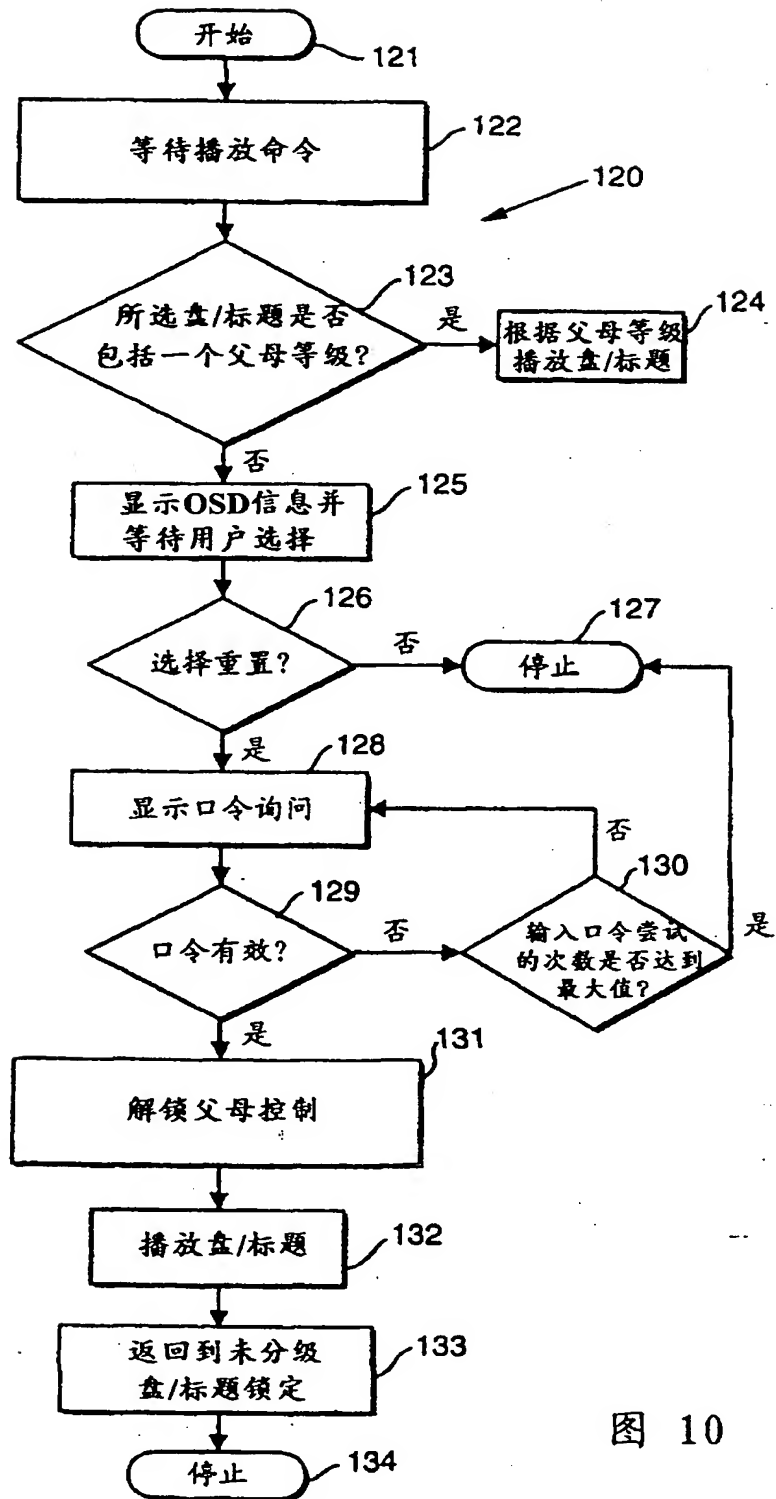 开始
121
等待播放命令
122
120
所选盘/标题是否
包括一个父母等级?
123
是
根据父母等级
播放盘/标题
124
否
显示OSD信息并
等待用户选择
125
选择重置?
126
否
停止
127
是
显示口令询问
128
否
口令有效?
129
否
输入口令尝试
的次数是否达到
最大值?
130
是
是
解锁父母控制
131
播放盘/标题
132
返回到未分级
盘/标题锁定
133
停止
134
图 10